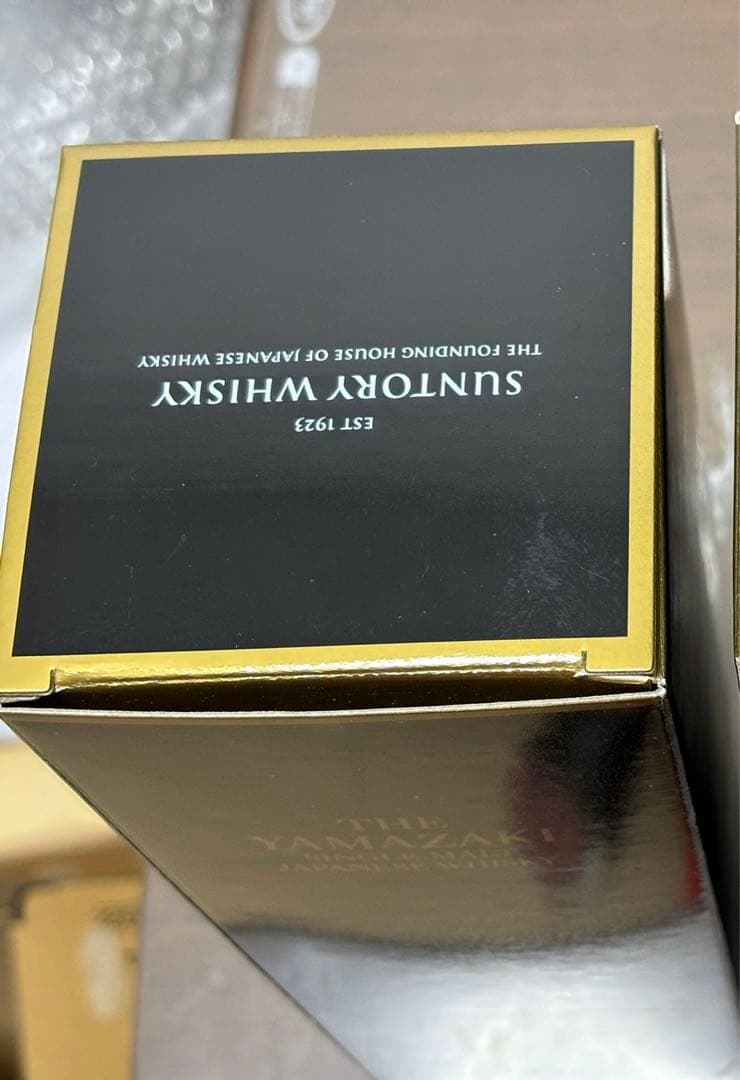 EST 1923
SUNTORY WHISKY
THE FOUNDING HOUSE OF JAPANESE WHISKY
THE
YAMAZAKI
SINGLE MALT
JAPANESE WHISKY